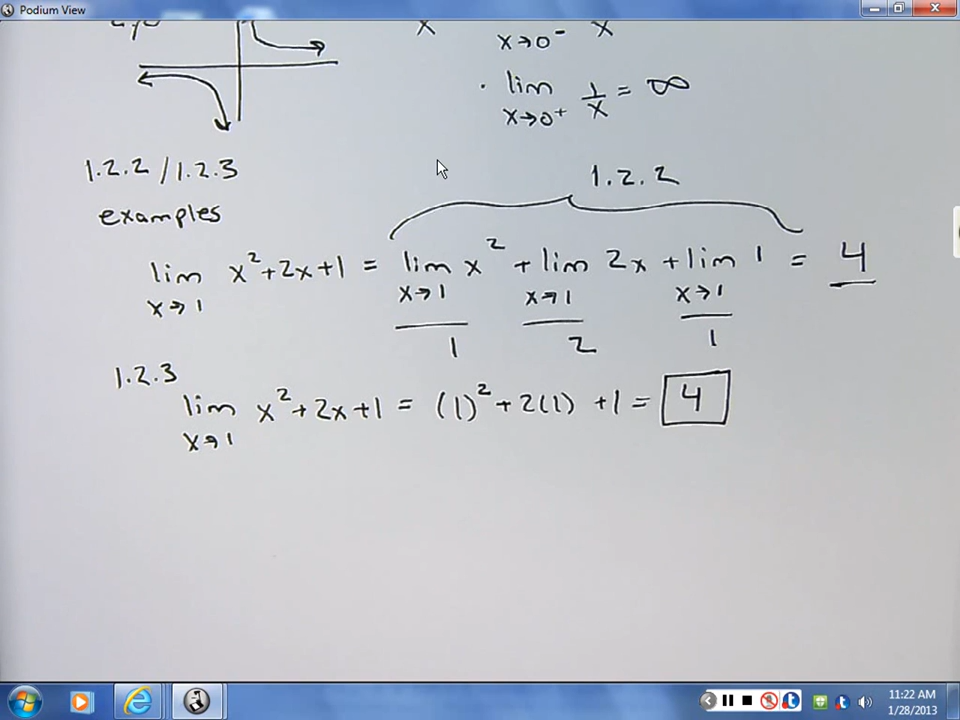 Podium View
x
x→0⁻ x
· lim 1/x = ∞
x→0⁺
1.2.2 / 1.2.3
examples
1.2.2
lim x² + 2x + 1 = lim x² + lim 2x + lim 1 = 4
x→1 x→1 x→1 x→1
1 2 1
1.2.3
lim x² + 2x + 1 = (1)² + 2(1) + 1 = 4
x→1
11:22 AM
1/28/2013